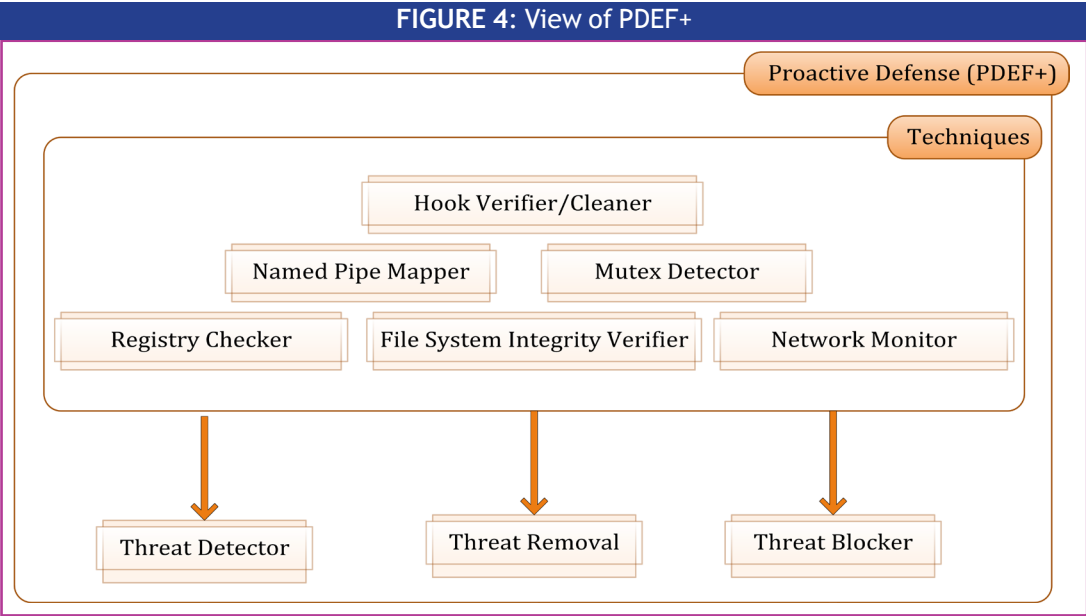 FIGURE 4: View of PDEF+
Proactive Defense (PDEF+)
Techniques
Hook Verifier/Cleaner
Named Pipe Mapper
Mutex Detector
Registry Checker
File System Integrity Verifier
Network Monitor
Threat Detector
Threat Removal
Threat Blocker